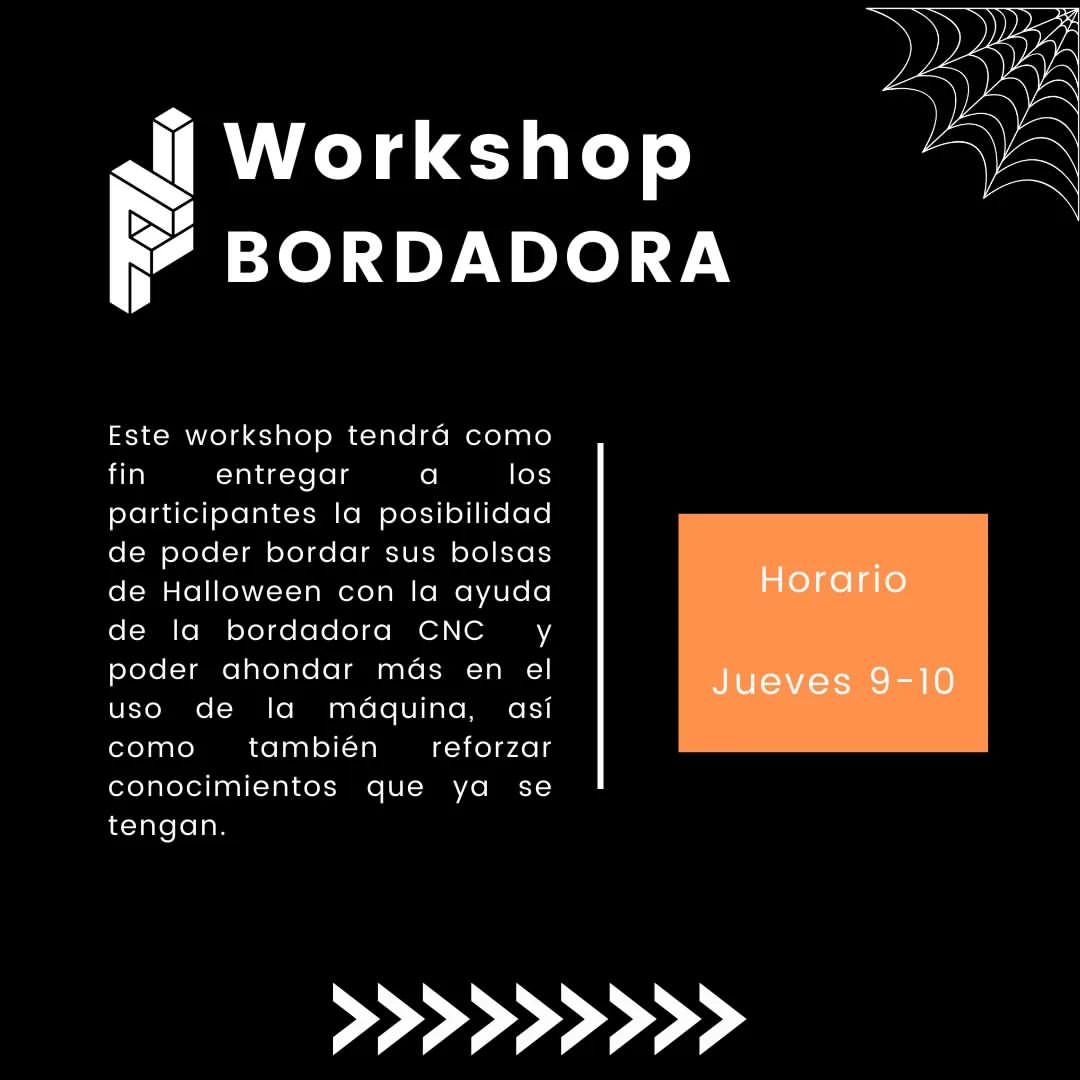 Workshop
BORDADORA
Este workshop tendrá como
fin entregar a los
participantes la posibilidad
de poder bordar sus bolsas
de Halloween con la ayuda
de la bordadora CNC y
poder ahondar más en el
uso de la máquina, así
como también reforzar
conocimientos que ya se
tengan.
Horario
Jueves 9-10